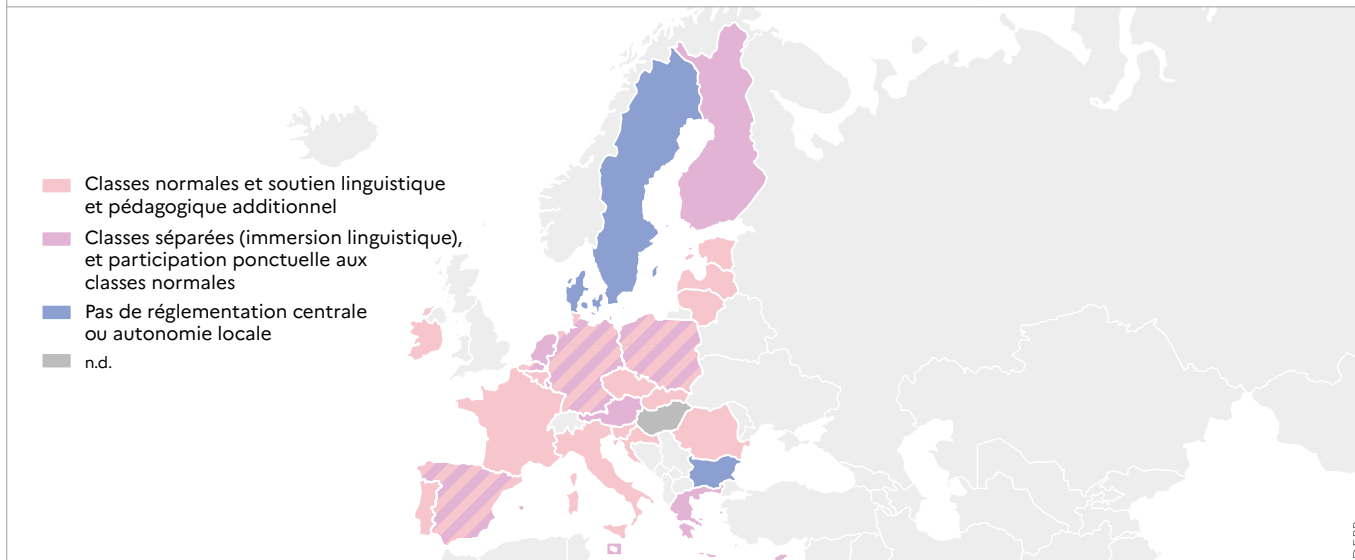 Classes normales et soutien linguistique
et pédagogique additionnel
Classes séparées (immersion linguistique),
et participation ponctuelle aux
classes normales
Pas de réglementation centrale
ou autonomie locale
n.d.